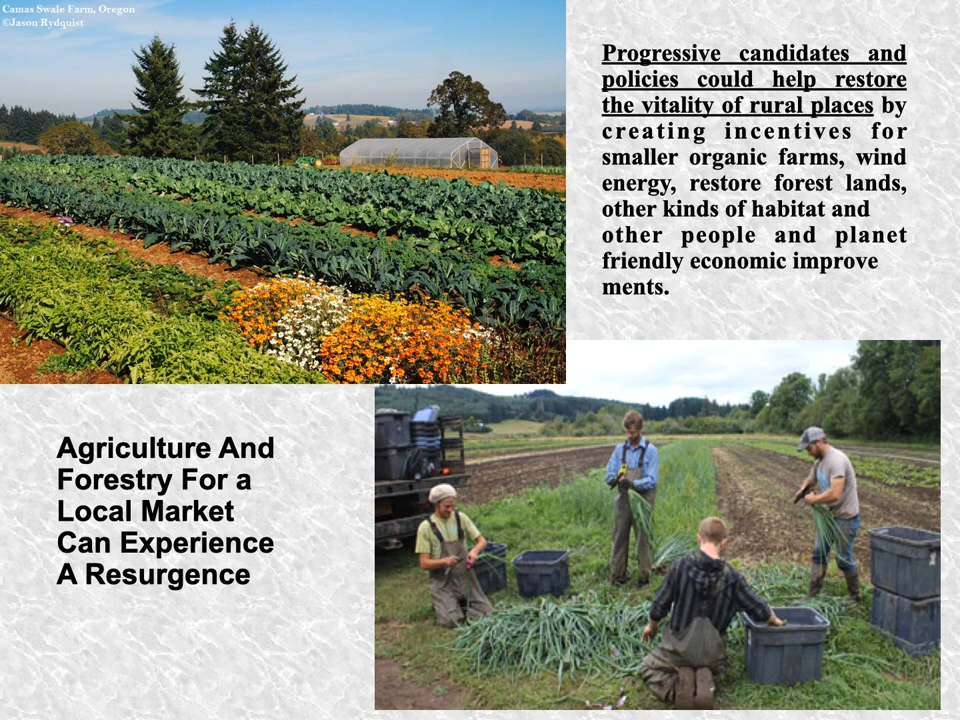 Camas Swale Farm, Oregon
©Jason Rydquist
Progressive candidates and
policies could help restore
the vitality of rural places by
creating incentives for
smaller organic farms, wind
energy, restore forest lands,
other kinds of habitat and
other people and planet
friendly economic improve
ments.
Agriculture And
Forestry For a
Local Market
Can Experience
A Resurgence